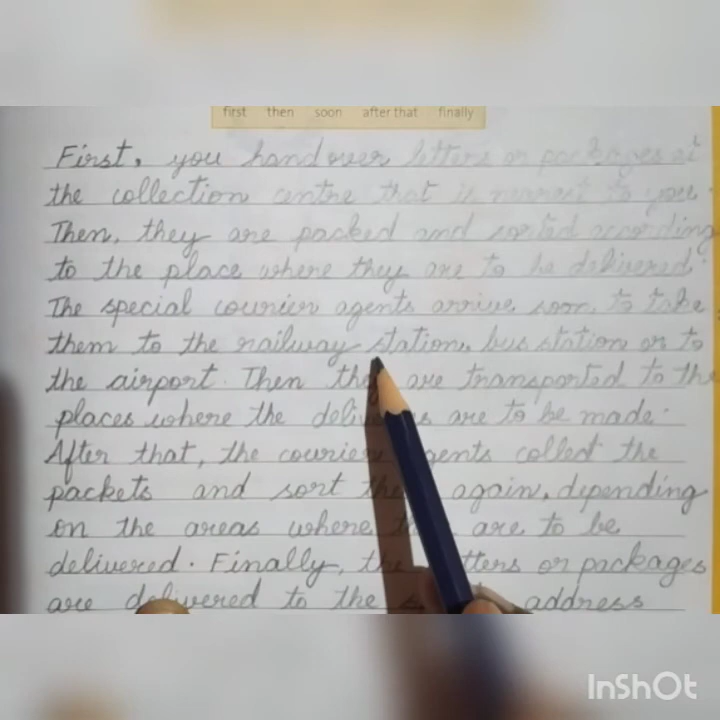 first then soon after that finally
First, you hand over letters or packages at
the collection centre that is nearest to you.
Then, they are packed and sorted according
to the place where they are to be delivered.
The special courier agents arrive soon, to take
them to the railway station, bus station or to
the airport. Then they are transported to the
places where the are to be made.
After that, the courier agents collect the
packets and sort again, depending
on the areas where are to be
delivered. Finally, the letters or packages
are delivered to the address
InShOt